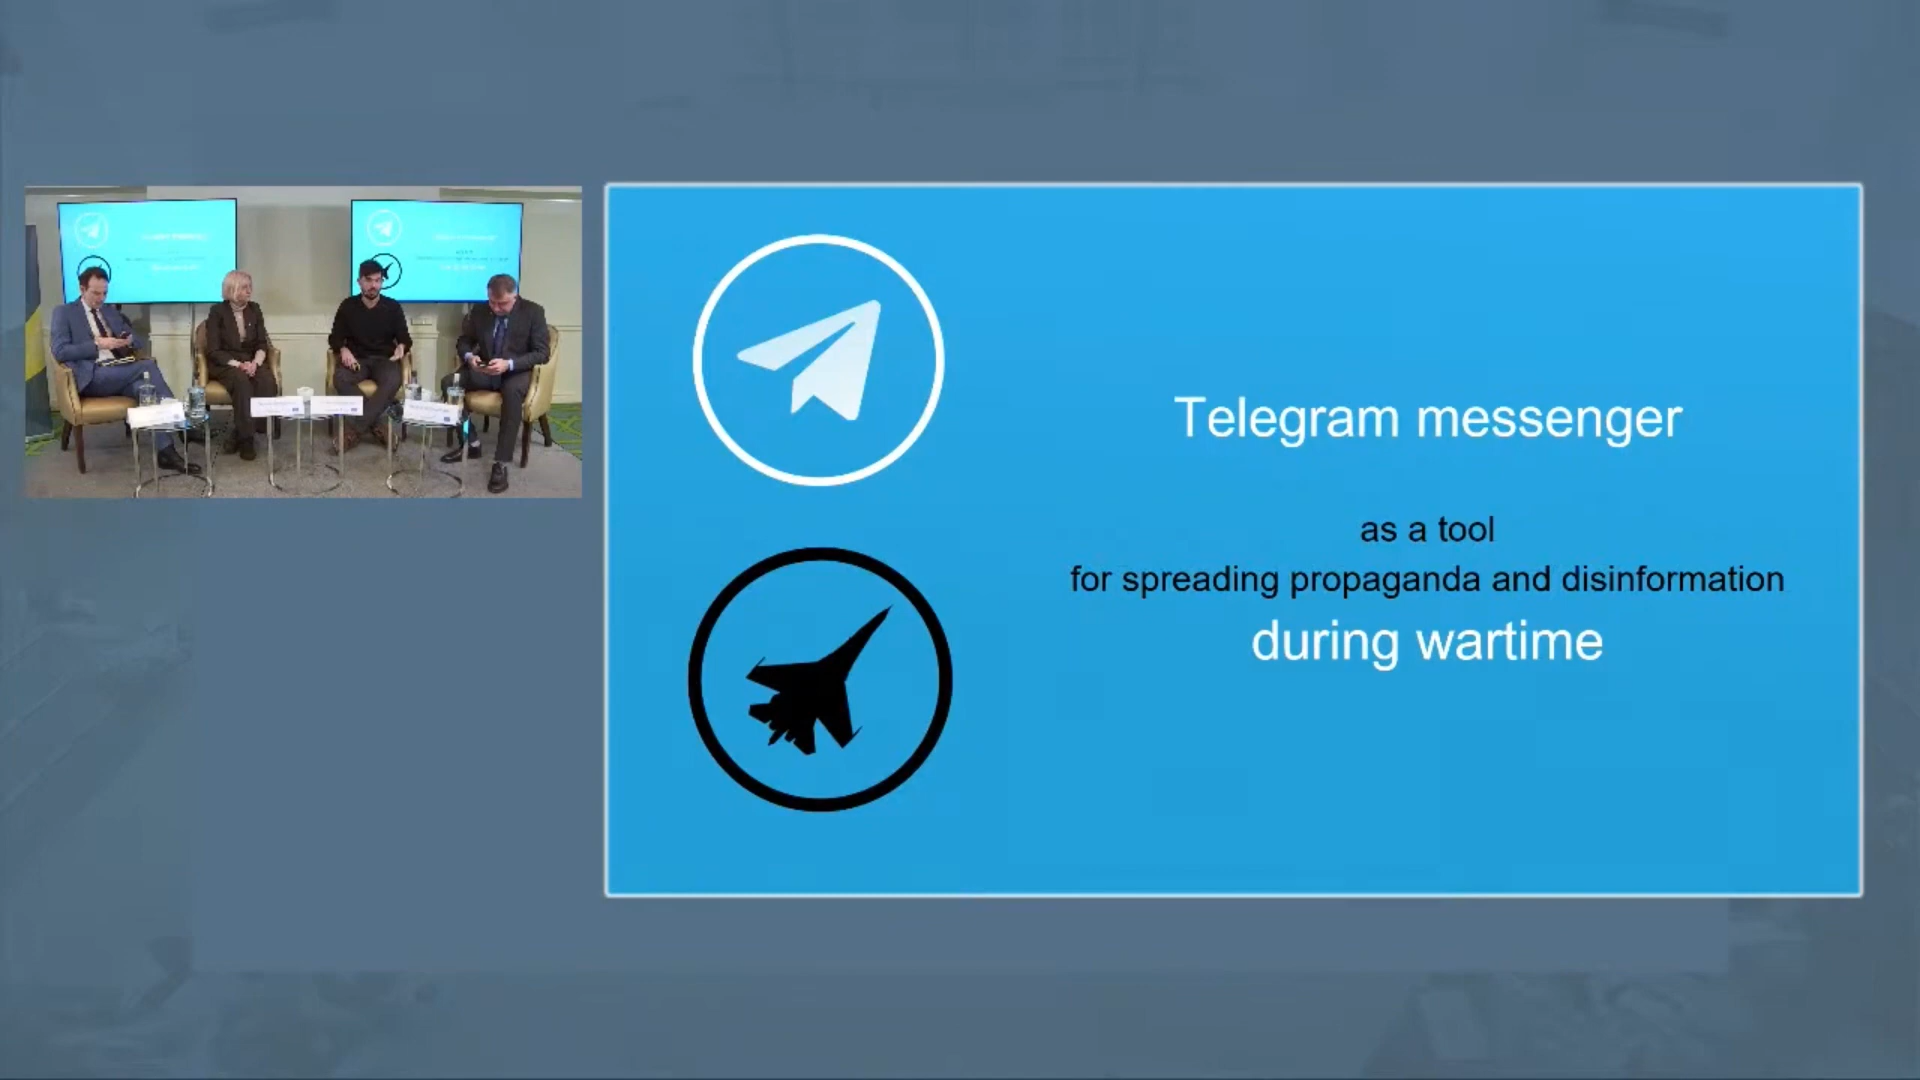 Telegram messenger
as a tool
for spreading propaganda and disinformation
during wartime